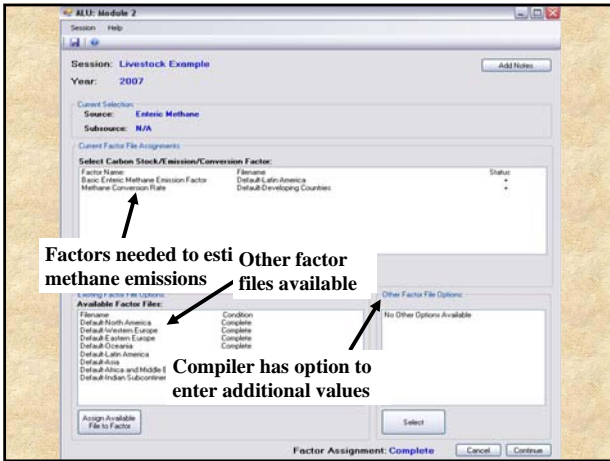 ALU: Module 2
Session Help
Session: Livestock Example
Add Notes
Year: 2007
Current Selection:
Source: Enteric Methane
Subsource: N/A
Current Factor File Assignments
Select Carbon Stock/Emission/Conversion Factor:
Factor Name Filename Status
Basic Enteric Methane Emission Factor Default-Latin America +
Methane Conversion Rate Default-Developing Countries +
Factors needed to esti
methane emissions
Other factor
files available
Existing Factor File Options:
Available Factor Files:
Filename Condition
Default-North America Complete
Default-Western Europe Complete
Default-Eastern Europe Complete
Default-Oceania Complete
Default-Latin America
Default-Asia
Default-Africa and Middle E
Default-Indian Subcontinen
Other Factor File Options:
No Other Options Available
Compiler has option to
enter additional values
Assign Available
File to Factor
Select
Factor Assignment: Complete
Cancel
Continue